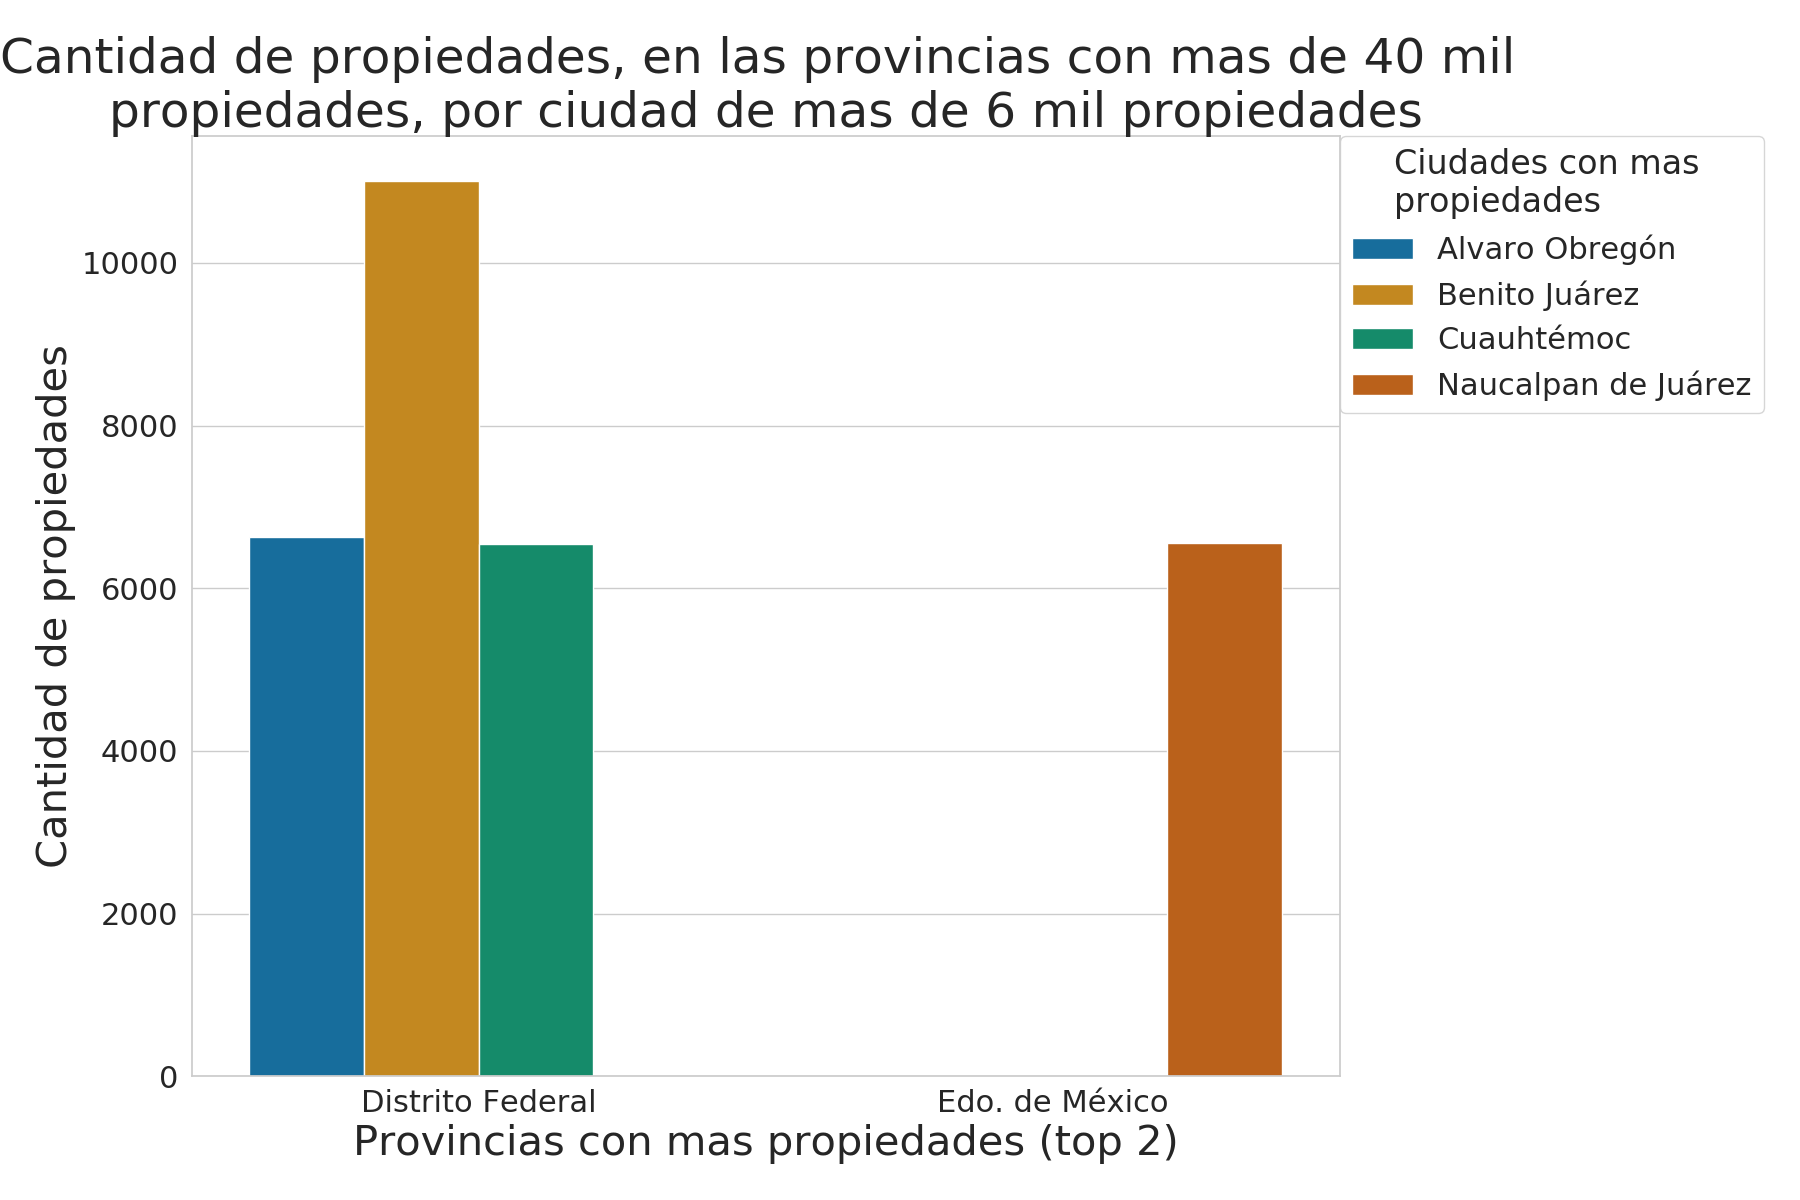 Cantidad de propiedades, en las provincias con mas de 40 mil
propiedades, por ciudad de mas de 6 mil propiedades
Ciudades con mas
propiedades
Alvaro Obregón
Benito Juárez
Cuauhtémoc
Naucalpan de Juárez
Cantidad de propiedades
10000
8000
6000
4000
2000
0
Distrito Federal
Edo. de México
Provincias con mas propiedades (top 2)